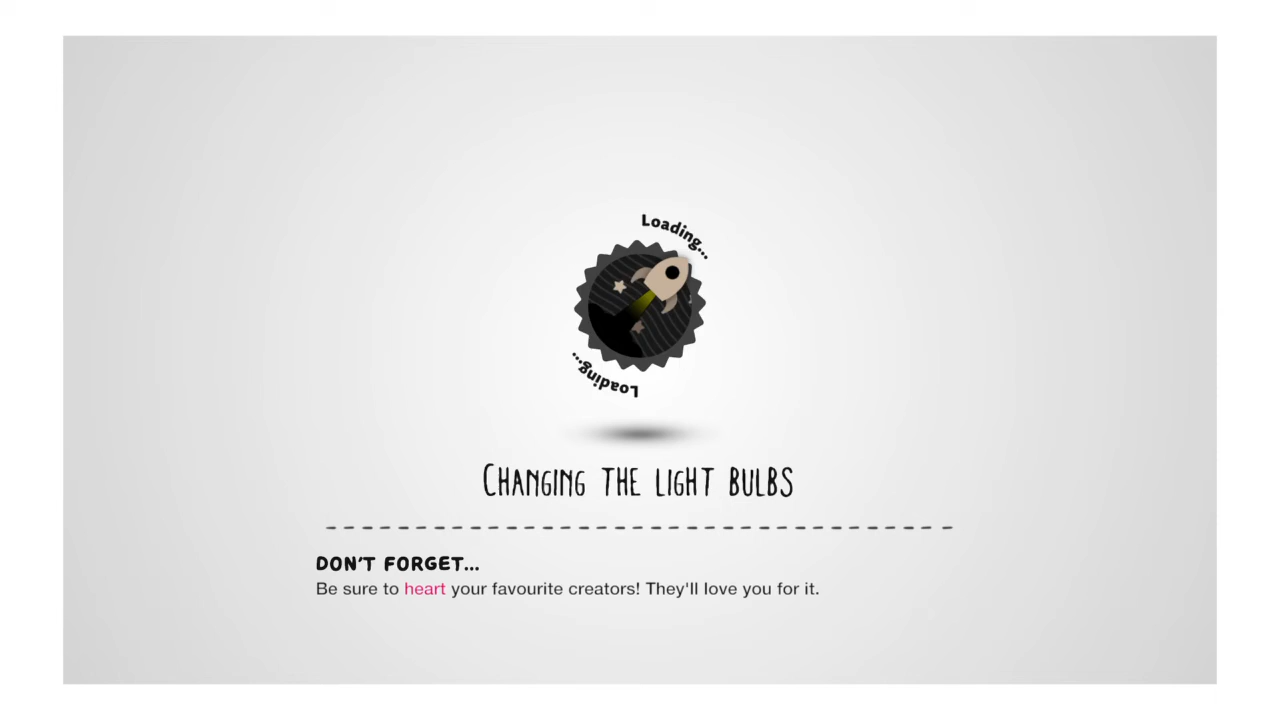 Loading...
Loading...
CHANGING THE LIGHT BULBS
DON'T FORGET...
Be sure to heart your favourite creators! They'll love you for it.